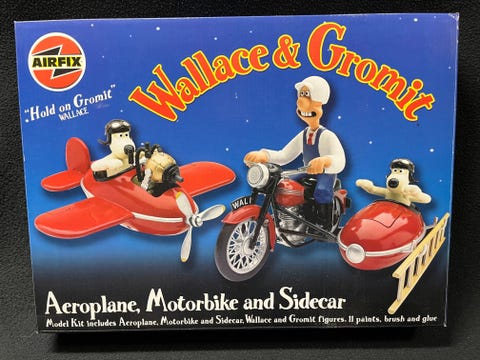 AIRFIX
"Hold on Gromit"
WALLACE
Wallace & Gromit
WAL1
Aeroplane, Motorbike and Sidecar
Model Kit includes Aeroplane, Motorbike and Sidecar, Wallace and Gromit figures. 11 paints, brush and glue